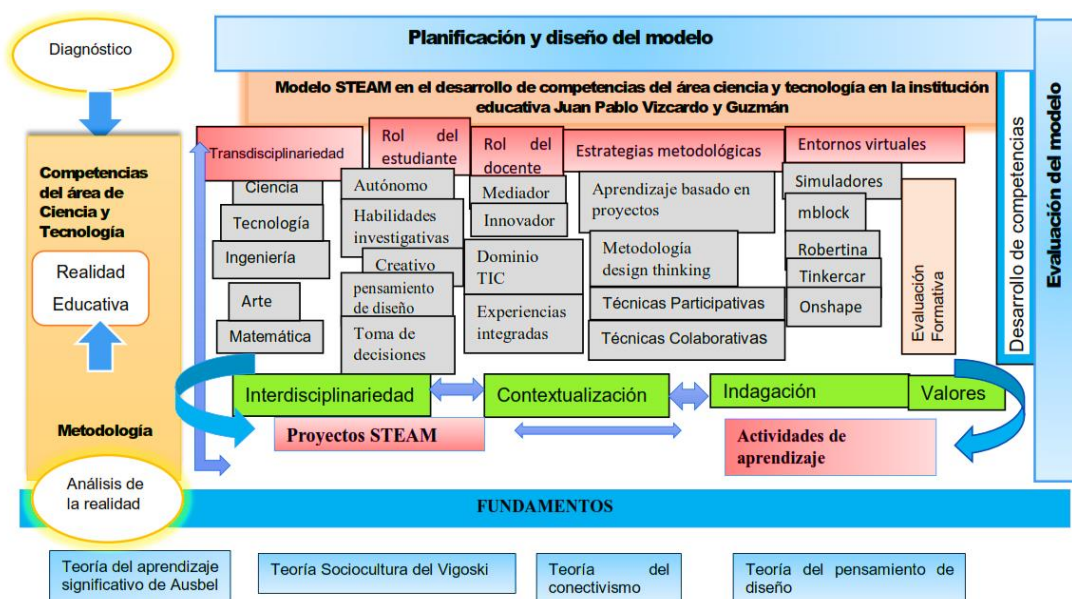 Diagnóstico
Planificación y diseño del modelo
Modelo STEAM en el desarrollo de competencias del área ciencia y tecnología en la institución
educativa Juan Pablo Vizcardo y Guzmán
Competencias
del área de
Ciencia y
Tecnología
Realidad
Educativa
Metodología
Análisis de
la realidad
Transdisciplinariedad
Ciencia
Tecnología
Ingeniería
Arte
Matemática
Rol del
estudiante
Autónomo
Habilidades
investigativas
Creativo
pensamiento
de diseño
Toma de
decisiones
Rol del
docente
Mediador
Innovador
Dominio
TIC
Experiencias
integradas
Estrategias metodológicas
Aprendizaje basado en
proyectos
Metodología
design thinking
Técnicas Participativas
Técnicas Colaborativas
Entornos virtuales
Simuladores
mblock
Robertina
Tinkercar
Onshape
Evaluación
Formativa
Desarrollo de competencias
Evaluación del modelo
Interdisciplinariedad
Contextualización
Indagación
Valores
Proyectos STEAM
Actividades de
aprendizaje
FUNDAMENTOS
Teoría del aprendizaje
significativo de Ausbel
Teoría Sociocultura del Vigoski
Teoría del
conectivismo
Teoría del pensamiento de
diseño